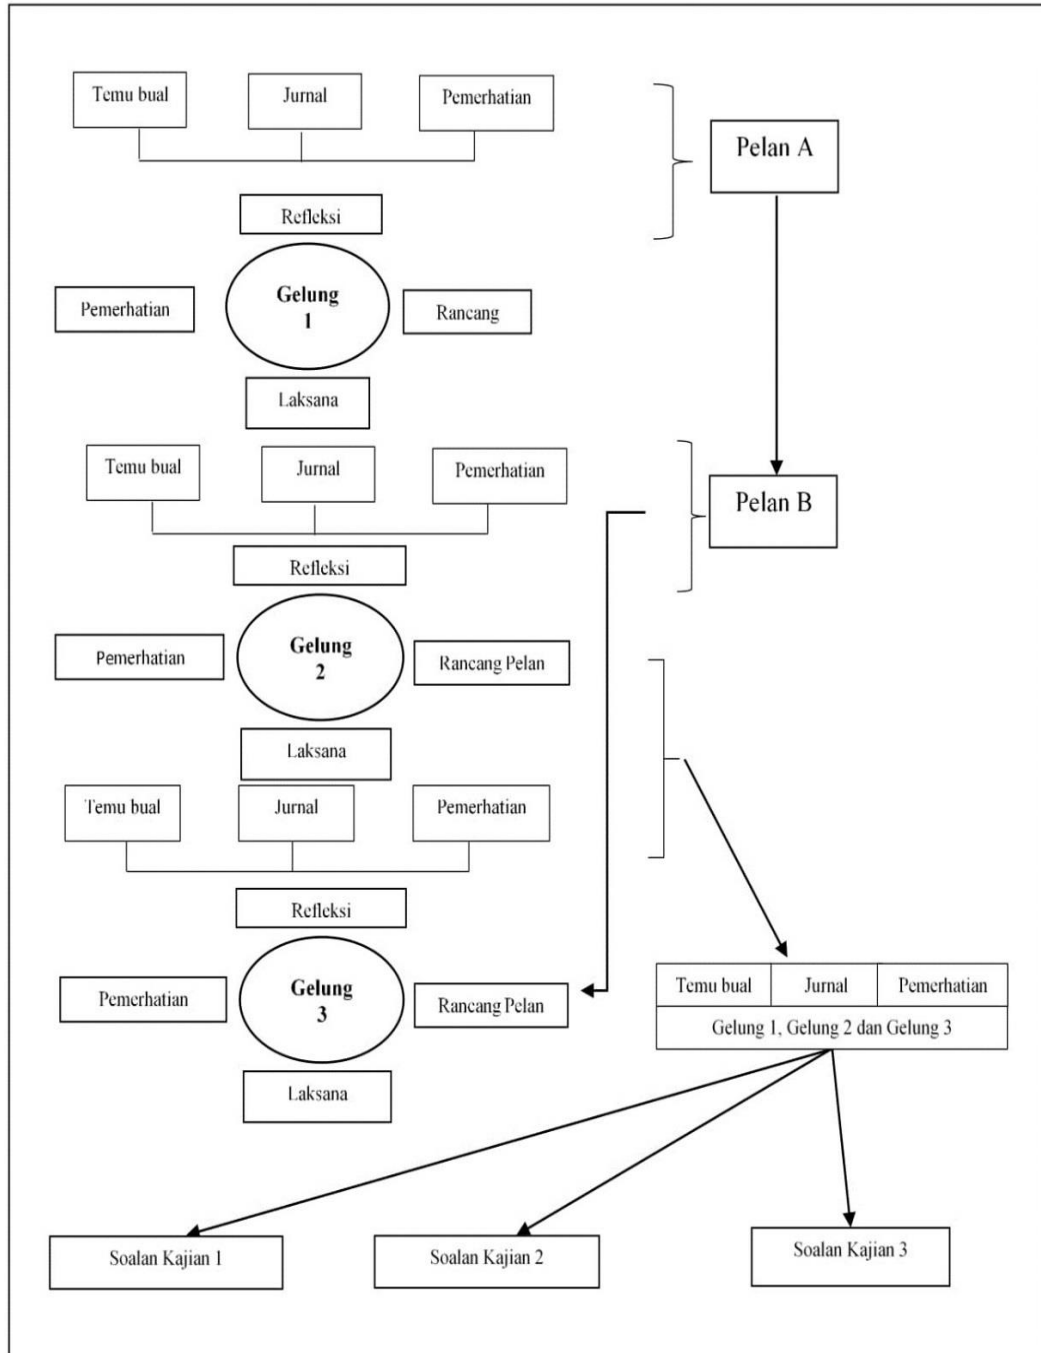 Temu bual
Jurnal
Pemerhatian
Pelan A
Refleksi
Gelung
1
Pemerhatian
Rancang
Laksana
Temu bual
Jurnal
Pemerhatian
Pelan B
Refleksi
Gelung
2
Pemerhatian
Rancang Pelan
Laksana
Temu bual
Jurnal
Pemerhatian
Refleksi
Gelung
3
Pemerhatian
Rancang Pelan
Laksana
Temu bual
Jurnal
Pemerhatian
Gelung 1, Gelung 2 dan Gelung 3
Soalan Kajian 1
Soalan Kajian 2
Soalan Kajian 3